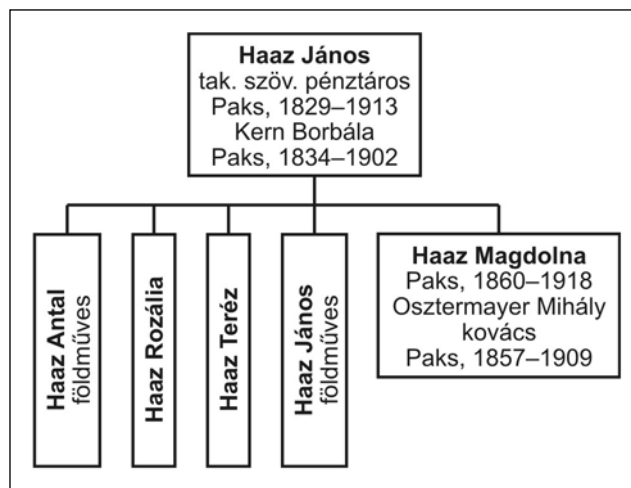 Haaz János
tak. szöv. pénztáros
Paks, 1829–1913
Kern Borbála
Paks, 1834–1902
Haaz Antal
földműves
Haaz Rozália
Haaz Teréz
Haaz János
földműves
Haaz Magdolna
Paks, 1860–1918
Osztermayer Mihály
kovács
Paks, 1857–1909